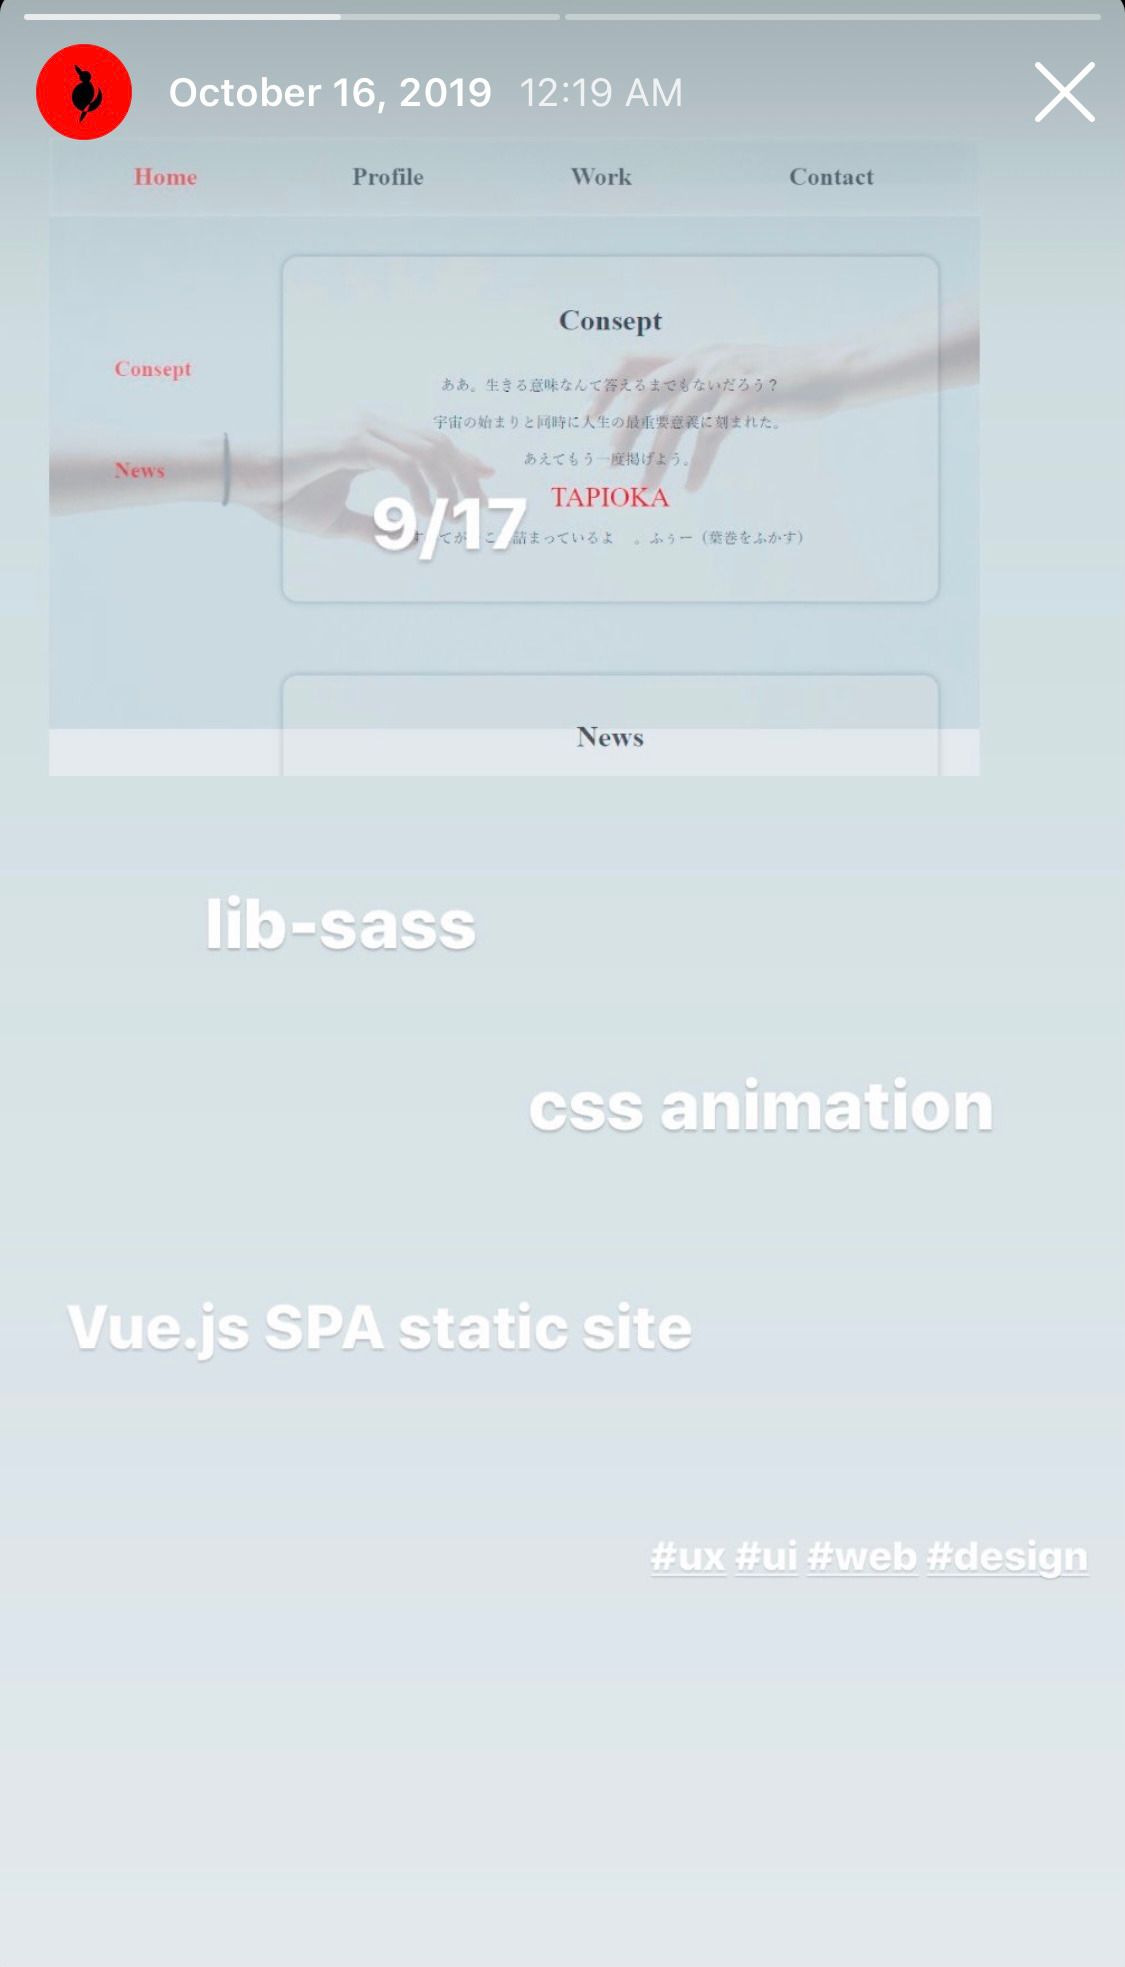 October 16, 2019 12:19 AM
Home Profile Work Contact
Consept
Consept
ああ。生きる意味なんて答えるまでもないだろう？
宇宙の始まりと同時に人生の最重要意義に刻まれた。
あえてもう一度掲げよう。
News
TAPIOKA
9/17
てが こ 詰まっているよ 。ふぅー（葉巻をふかす）
News
lib-sass
css animation
Vue.js SPA static site
#ux #ui #web #design